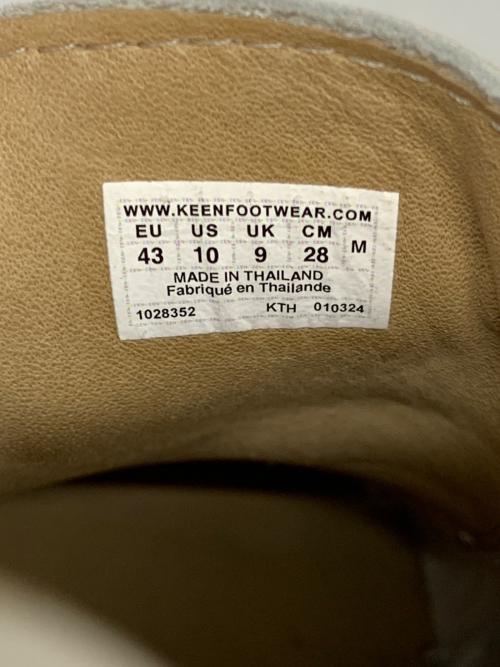 WWW.KEENFOOTWEAR.COM
EU US UK CM
43 10 9 28 M
MADE IN THAILAND
Fabriqué en Thailande
1028352 KTH 010324